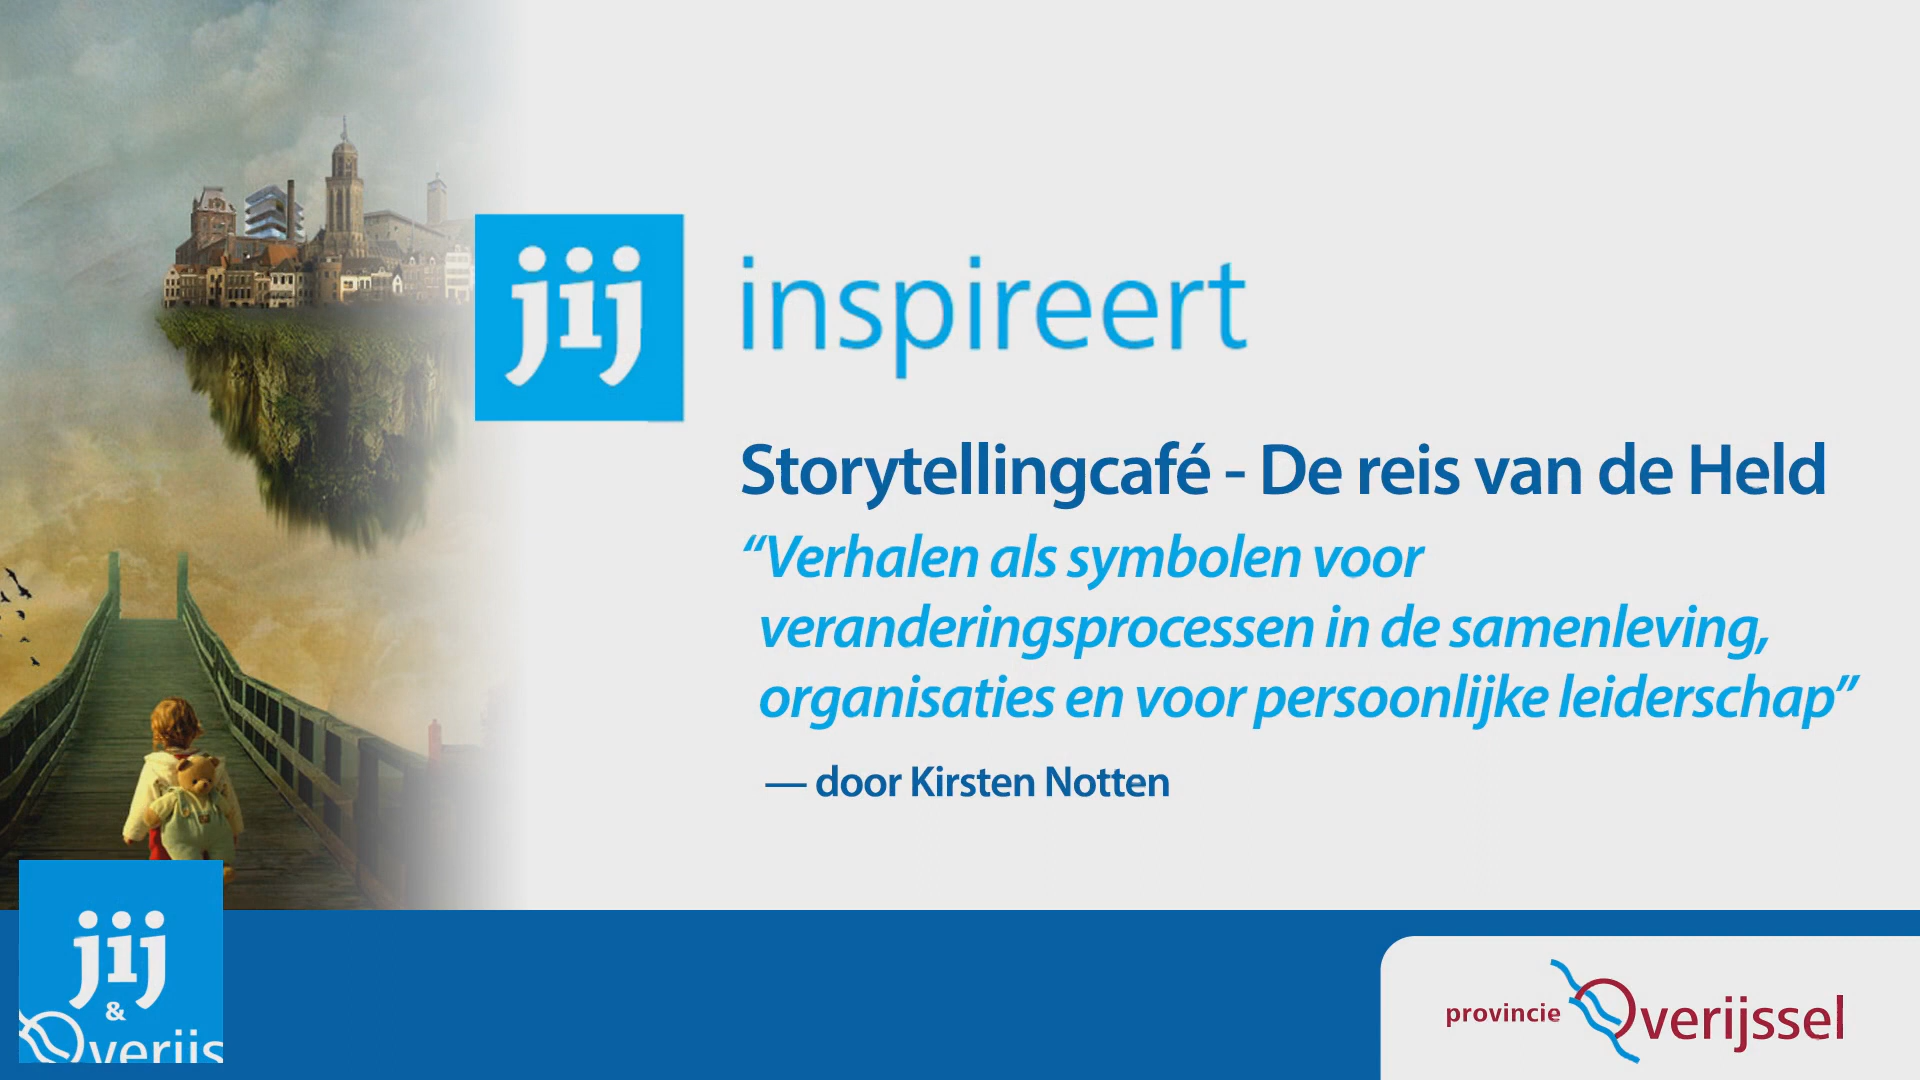 jij inspireert
Storytellingcafé - De reis van de Held
“Verhalen als symbolen voor
veranderingsprocessen in de samenleving,
organisaties en voor persoonlijke leiderschap”
— door Kirsten Notten
jij
&
Overijs
provincie Overijssel